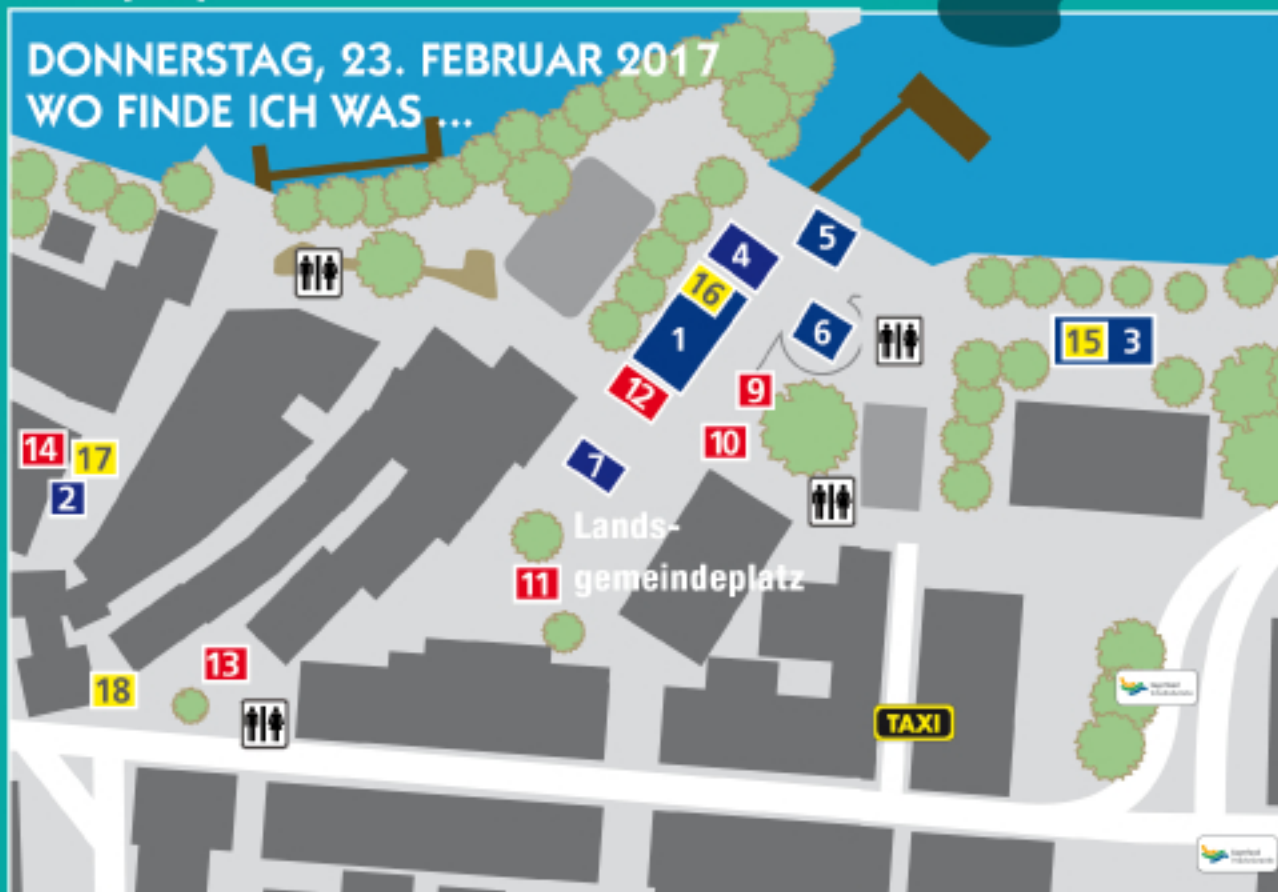 DONNERSTAG, 23. FEBRUAR 2017
WO FINDE ICH WAS ...
4
5
16
1
6
15 3
12
9
14 17
10
7
2
Lands-
11 gemeindeplatz
13
18
TAXI